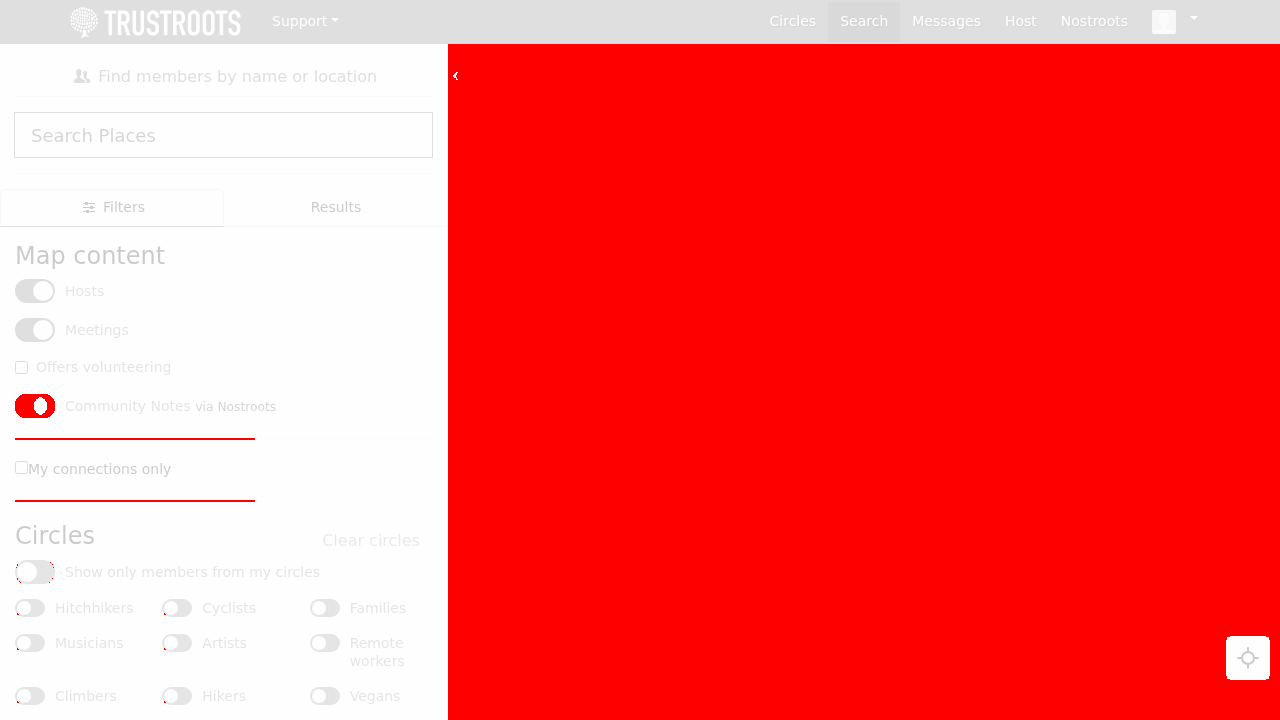 TRUSTROOTS Support Circles Search Messages Host Nostroots
Find members by name or location
Search Places
Filters Results
Map content
Hosts
Meetings
Offers volunteering
Community Notes via Nostroots
My connections only
Circles Clear circles
Show only members from my circles
Hitchhikers Cyclists Families
Musicians Artists Remote
workers
Climbers Hikers Vegans